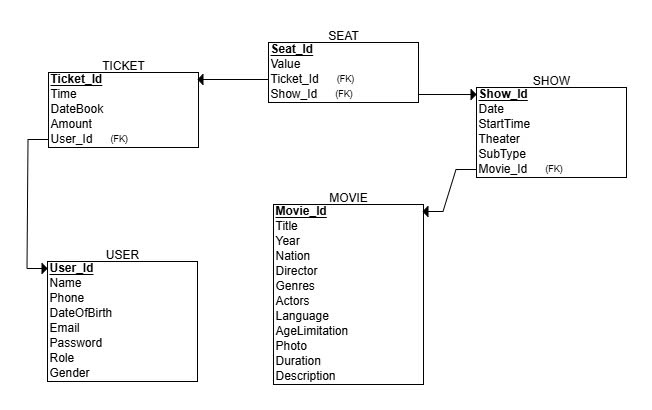 SEAT
Seat_Id
Value
Ticket_Id (FK)
Show_Id (FK)
TICKET
Ticket_Id
Time
DateBook
Amount
User_Id (FK)
SHOW
Show_Id
Date
StartTime
Theater
SubType
Movie_Id (FK)
MOVIE
Movie_Id
Title
Year
Nation
Director
Genres
Actors
Language
AgeLimitation
Photo
Duration
Description
USER
User_Id
Name
Phone
DateOfBirth
Email
Password
Role
Gender